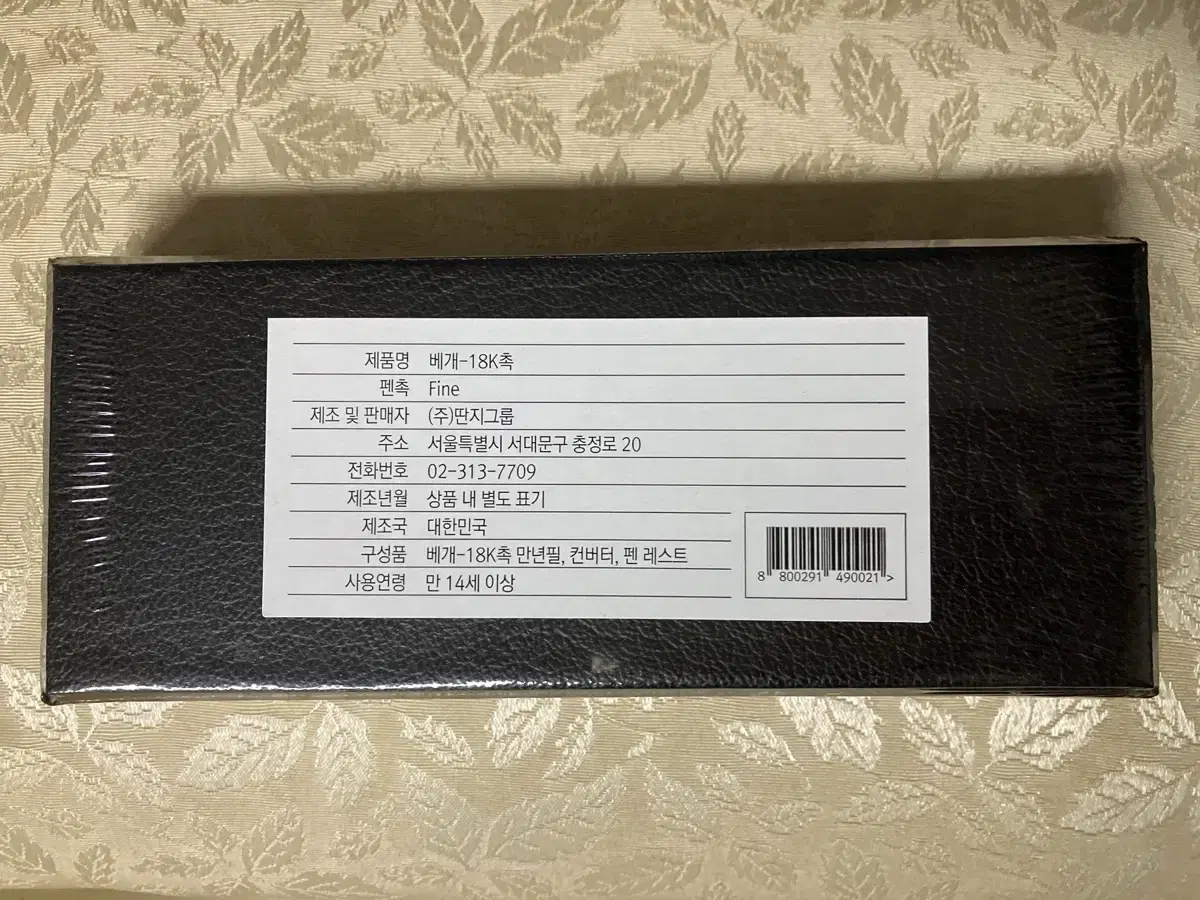 제품명 베개-18K촉
펜촉 Fine
제조 및 판매자 (주)딴지그룹
주소 서울특별시 서대문구 충정로 20
전화번호 02-313-7709
제조년월 상품 내 별도 표기
제조국 대한민국
구성품 베개-18K촉 만년필, 컨버터, 펜 레스트
사용연령 만 14세 이상
8 800291 490021 >